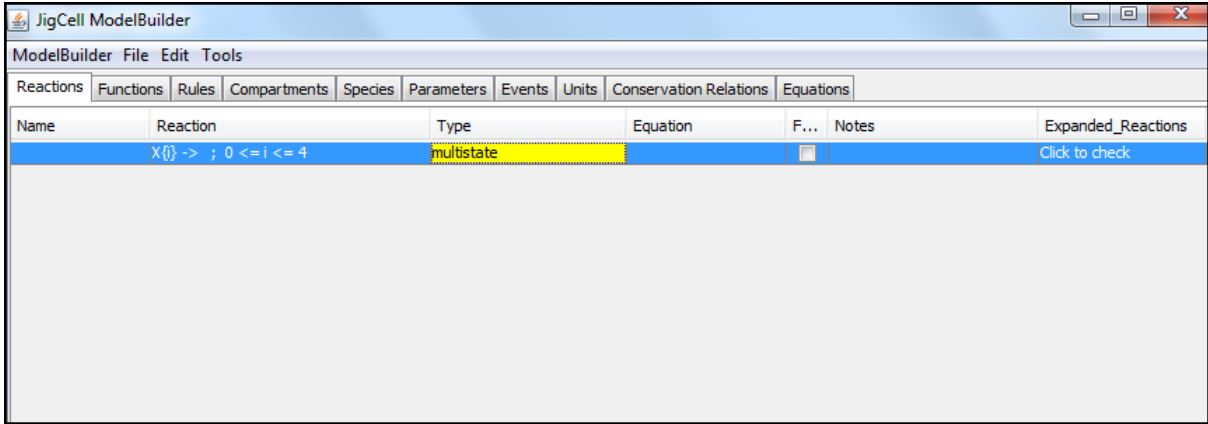 JigCell ModelBuilder
ModelBuilder File Edit Tools
Reactions Functions Rules Compartments Species Parameters Events Units Conservation Relations Equations
Name Reaction Type Equation F... Notes Expanded_Reactions
X{i} -> ; 0 <= i <= 4 multistate Click to check